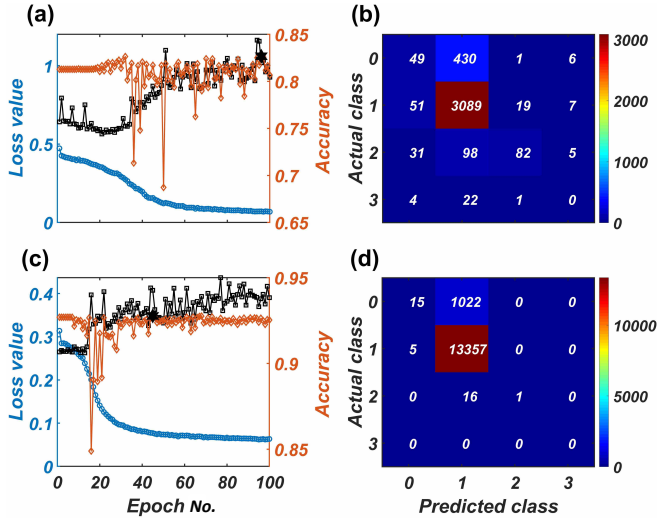 (a)
Loss value
1
0.5
0
0.85
0.8
0.75
0.7
0.65
Accuracy
(b)
Actual class
0
1
2
3
49 430 1 6
51 3089 19 7
31 98 82 5
4 22 1 0
3000
2000
1000
0
(c)
Loss value
0.4
0.3
0.2
0.1
0
0.95
0.9
0.85
Accuracy
0 20 40 60 80 100
Epoch No.
(d)
Actual class
0
1
2
3
15 1022 0 0
5 13357 0 0
0 16 1 0
0 0 0 0
0 1 2 3
Predicted class
10000
5000
0